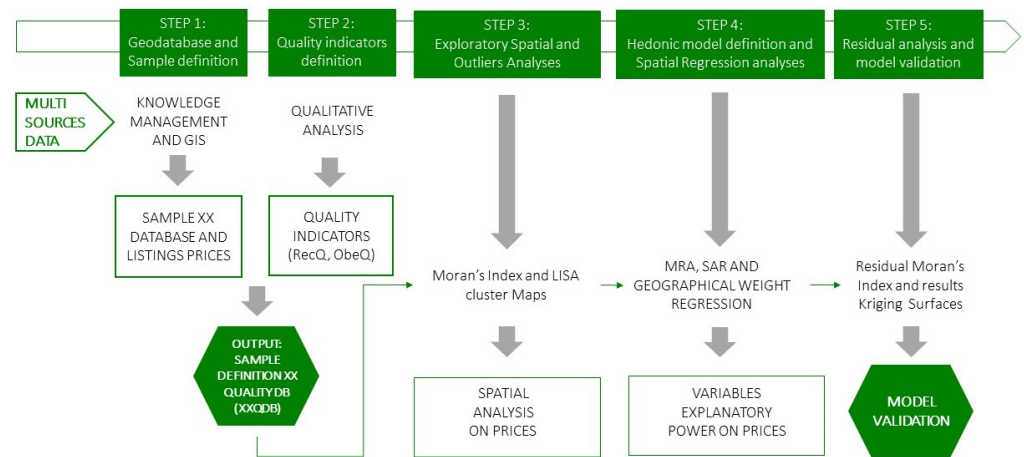 STEP 1:
Geodatabase and
Sample definition
STEP 2:
Quality indicators
definition
STEP 3:
Exploratory Spatial and
Outliers Analyses
STEP 4:
Hedonic model definition and
Spatial Regression analyses
STEP 5:
Residual analysis and
model validation
MULTI
SOURCES
DATA
KNOWLEDGE
MANAGEMENT
AND GIS
QUALITATIVE
ANALYSIS
SAMPLE XX
DATABASE AND
LISTINGS PRICES
QUALITY
INDICATORS
(RecQ, ObeQ)
Moran's Index and LISA
cluster Maps
MRA, SAR AND
GEOGRAPHICAL WEIGHT
REGRESSION
Residual Moran's
Index and results
Kriging Surfaces
OUTPUT:
SAMPLE
DEFINITION XX
QUALITY DB
(XXQDB)
SPATIAL
ANALYSIS
ON PRICES
VARIABLES
EXPLANATORY
POWER ON PRICES
MODEL
VALIDATION